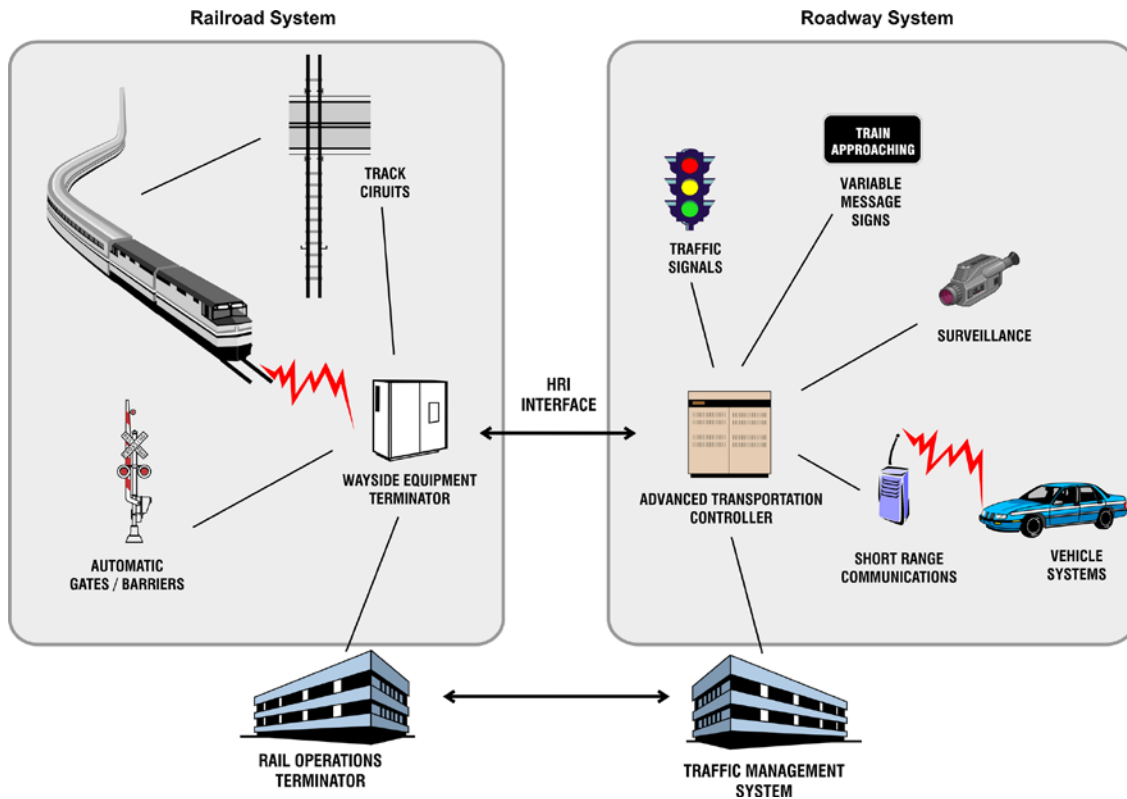 Railroad System
Roadway System
TRACK
CIRUITS
WAYSIDE EQUIPMENT
TERMINATOR
AUTOMATIC
GATES / BARRIERS
HRI
INTERFACE
TRAIN
APPROACHING
VARIABLE
MESSAGE
SIGNS
TRAFFIC
SIGNALS
SURVEILLANCE
ADVANCED TRANSPORTATION
CONTROLLER
SHORT RANGE
COMMUNICATIONS
VEHICLE
SYSTEMS
RAIL OPERATIONS
TERMINATOR
TRAFFIC MANAGEMENT
SYSTEM